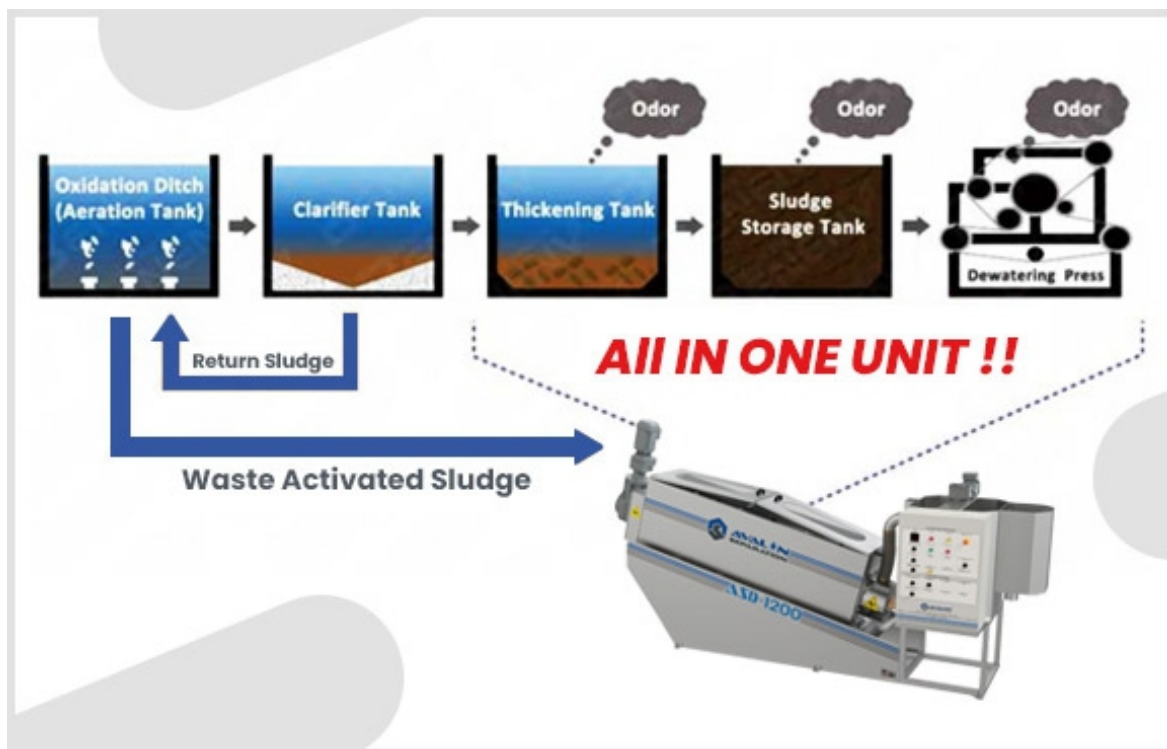 Odor
Odor
Odor
Oxidation Ditch
(Aeration Tank)
Clarifier Tank
Thickening Tank
Sludge
Storage Tank
Dewatering Press
Return Sludge
All IN ONE UNIT !!
Waste Activated Sludge
AVALON
ASD-1200